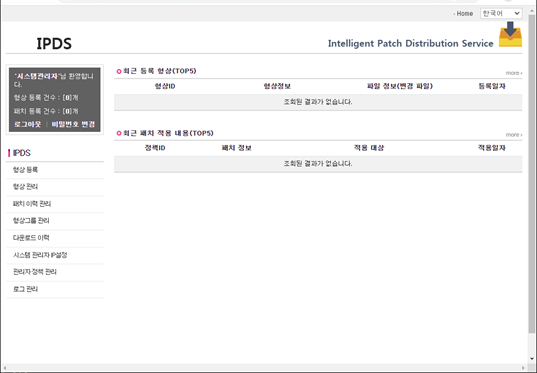 - Home 한국어
IPDS
Intelligent Patch Distribution Service
"시스템관리자"님 환영합니
다.
형상 등록 건수 : [0]개
패치 등록 건수 : [0]개
로그아웃 | 비밀번호 변경
IPDS
형상 등록
형상 관리
패치 이력 관리
형상그룹 관리
다운로드 이력
시스템 관리자 IP설정
관리자 정책 관리
로그 관리
최근 등록 형상(TOP5) more ›
형상ID 형상정보 파일 정보(변경 파일) 등록일자
조회된 결과가 없습니다.
최근 패치 적용 내용(TOP5) more ›
정책ID 패치 정보 적용 대상 적용일자
조회된 결과가 없습니다.